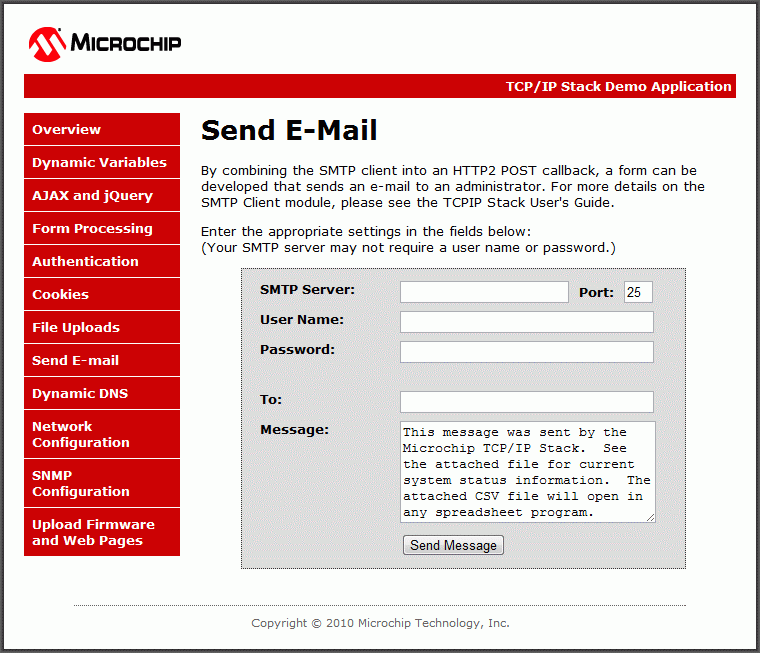 MICROCHIP
TCP/IP Stack Demo Application
Overview
Dynamic Variables
AJAX and jQuery
Form Processing
Authentication
Cookies
File Uploads
Send E-mail
Dynamic DNS
Network
Configuration
SNMP
Configuration
Upload Firmware
and Web Pages
Send E-Mail
By combining the SMTP client into an HTTP2 POST callback, a form can be
developed that sends an e-mail to an administrator. For more details on the
SMTP Client module, please see the TCPIP Stack User's Guide.
Enter the appropriate settings in the fields below:
(Your SMTP server may not require a user name or password.)
SMTP Server: Port: 25
User Name:
Password:
To:
Message:
This message was sent by the
Microchip TCP/IP Stack.  See
the attached file for current
system status information.  The
attached CSV file will open in
any spreadsheet program.
Send Message
Copyright © 2010 Microchip Technology, Inc.